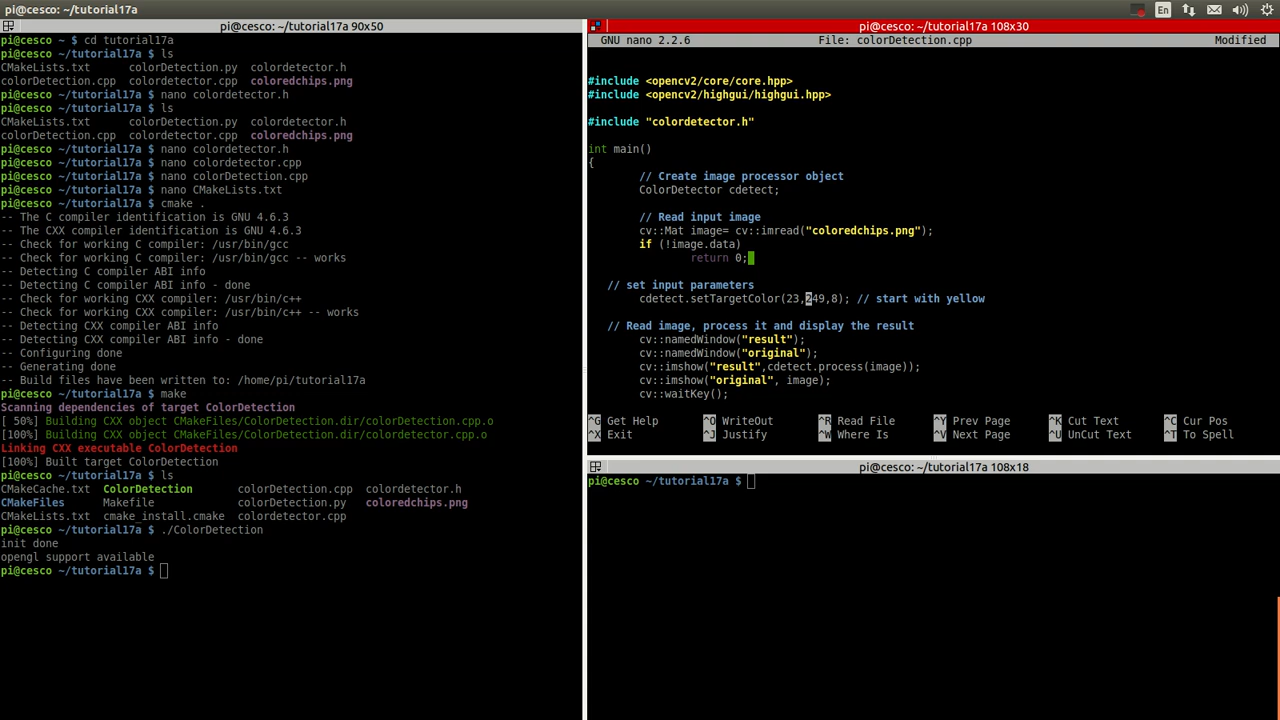 pi@cesco: ~/tutorial17a
En
pi@cesco: ~/tutorial17a 90x50
pi@cesco ~ $ cd tutorial17a
pi@cesco ~/tutorial17a $ ls
CMakeLists.txt colorDetection.py colordetector.h
colorDetection.cpp colordetector.cpp coloredchips.png
pi@cesco ~/tutorial17a $ nano colordetector.h
pi@cesco ~/tutorial17a $ ls
CMakeLists.txt colorDetection.py colordetector.h
colorDetection.cpp colordetector.cpp coloredchips.png
pi@cesco ~/tutorial17a $ nano colordetector.h
pi@cesco ~/tutorial17a $ nano colordetector.cpp
pi@cesco ~/tutorial17a $ nano colorDetection.cpp
pi@cesco ~/tutorial17a $ nano CMakeLists.txt
pi@cesco ~/tutorial17a $ cmake .
-- The C compiler identification is GNU 4.6.3
-- The CXX compiler identification is GNU 4.6.3
-- Check for working C compiler: /usr/bin/gcc
-- Check for working C compiler: /usr/bin/gcc -- works
-- Detecting C compiler ABI info
-- Detecting C compiler ABI info - done
-- Check for working CXX compiler: /usr/bin/c++
-- Check for working CXX compiler: /usr/bin/c++ -- works
-- Detecting CXX compiler ABI info
-- Detecting CXX compiler ABI info - done
-- Configuring done
-- Generating done
-- Build files have been written to: /home/pi/tutorial17a
pi@cesco ~/tutorial17a $ make
Scanning dependencies of target ColorDetection
[ 50%] Building CXX object CMakeFiles/ColorDetection.dir/colorDetection.cpp.o
[100%] Building CXX object CMakeFiles/ColorDetection.dir/colordetector.cpp.o
Linking CXX executable ColorDetection
[100%] Built target ColorDetection
pi@cesco ~/tutorial17a $ ls
CMakeCache.txt ColorDetection colorDetection.cpp colordetector.h
CMakeFiles Makefile colorDetection.py coloredchips.png
CMakeLists.txt cmake_install.cmake colordetector.cpp
pi@cesco ~/tutorial17a $ ./ColorDetection
init done
opengl support available
pi@cesco ~/tutorial17a $
pi@cesco: ~/tutorial17a 108x30
GNU nano 2.2.6 File: colorDetection.cpp Modified
#include <opencv2/core/core.hpp>
#include <opencv2/highgui/highgui.hpp>
#include "colordetector.h"
int main()
{
// Create image processor object
ColorDetector cdetect;
// Read input image
cv::Mat image= cv::imread("coloredchips.png");
if (!image.data)
return 0;
// set input parameters
cdetect.setTargetColor(23,249,8); // start with yellow
// Read image, process it and display the result
cv::namedWindow("result");
cv::namedWindow("original");
cv::imshow("result",cdetect.process(image));
cv::imshow("original", image);
cv::waitKey();
^G Get Help ^O WriteOut ^R Read File ^Y Prev Page ^K Cut Text ^C Cur Pos
^X Exit ^J Justify ^W Where Is ^V Next Page ^U UnCut Text ^T To Spell
pi@cesco: ~/tutorial17a 108x18
pi@cesco ~/tutorial17a $